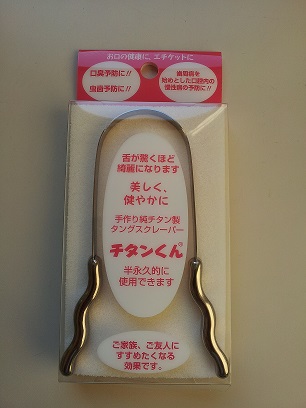 お口の健康に、エチケットに
口臭予防に!!
虫歯予防に!!
歯周病を
始めとした口腔内の
慢性病の予防に!!
舌が驚くほど
綺麗になります
美しく、
健やかに
手作り純チタン製
タングスクレーパー
チタンくん®
半永久的に
使用できます
ご家族、ご友人に
すすめたくなる
効果です。